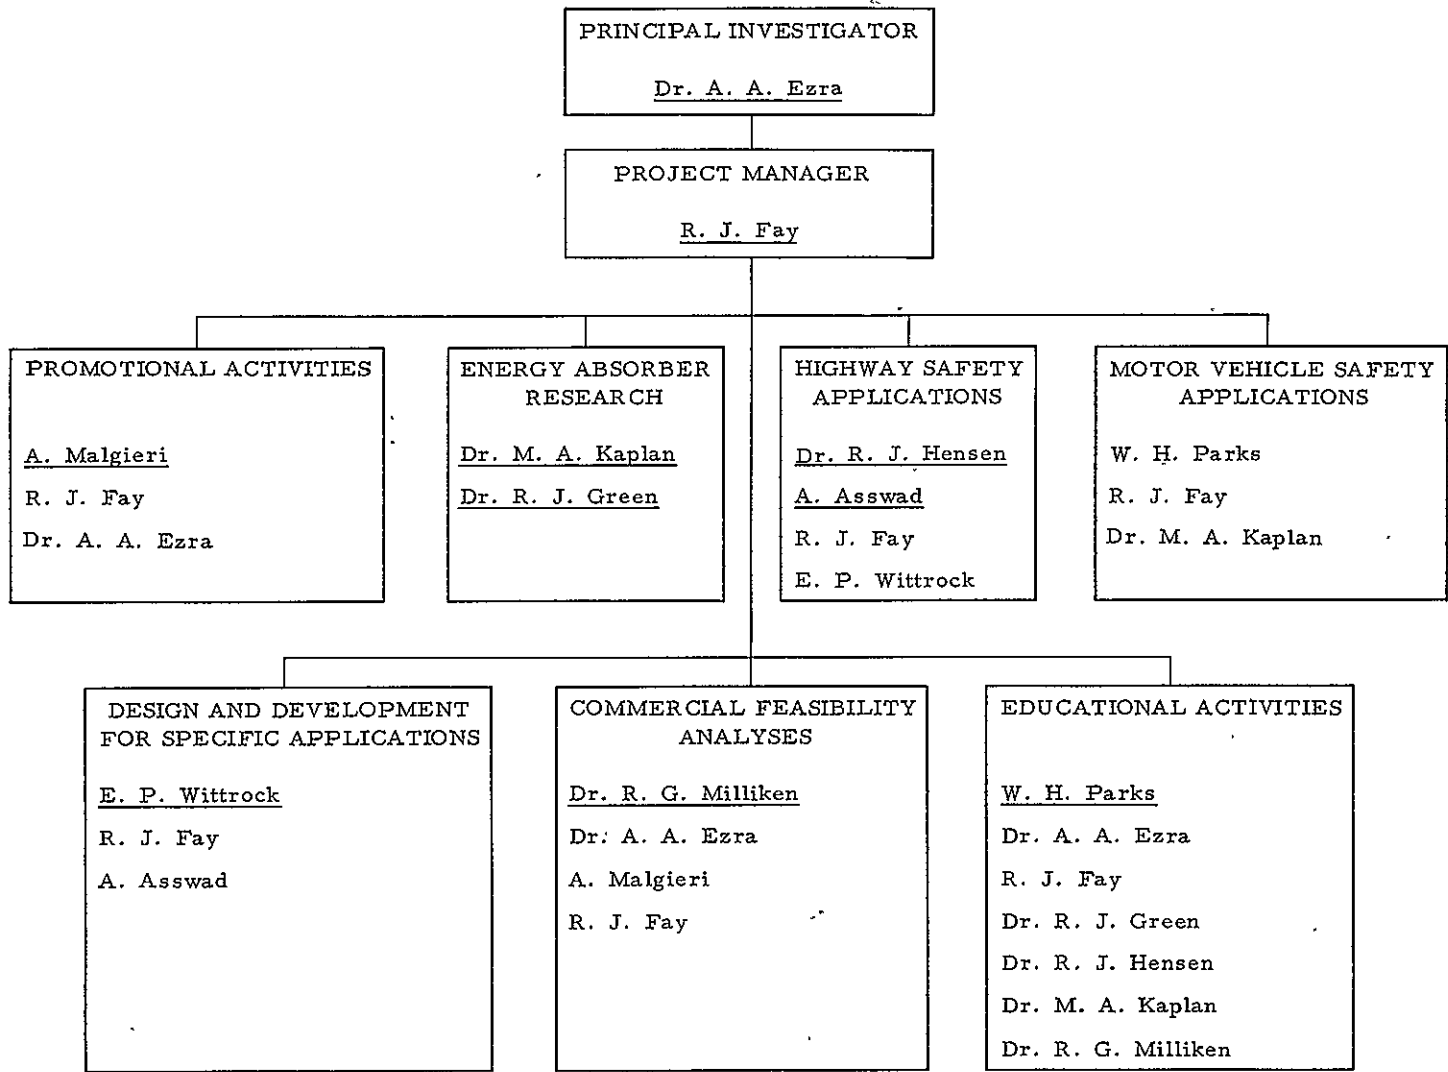 PRINCIPAL INVESTIGATOR
Dr. A. A. Ezra
PROJECT MANAGER
R. J. Fay
PROMOTIONAL ACTIVITIES
A. Malgieri
R. J. Fay
Dr. A. A. Ezra
ENERGY ABSORBER
RESEARCH
Dr. M. A. Kaplan
Dr. R. J. Green
HIGHWAY SAFETY
APPLICATIONS
Dr. R. J. Hensen
A. Asswad
R. J. Fay
E. P. Wittrock
MOTOR VEHICLE SAFETY
APPLICATIONS
W. H. Parks
R. J. Fay
Dr. M. A. Kaplan
DESIGN AND DEVELOPMENT
FOR SPECIFIC APPLICATIONS
E. P. Wittrock
R. J. Fay
A. Asswad
COMMERCIAL FEASIBILITY
ANALYSES
Dr. R. G. Milliken
Dr. A. A. Ezra
A. Malgieri
R. J. Fay
EDUCATIONAL ACTIVITIES
W. H. Parks
Dr. A. A. Ezra
R. J. Fay
Dr. R. J. Green
Dr. R. J. Hensen
Dr. M. A. Kaplan
Dr. R. G. Milliken